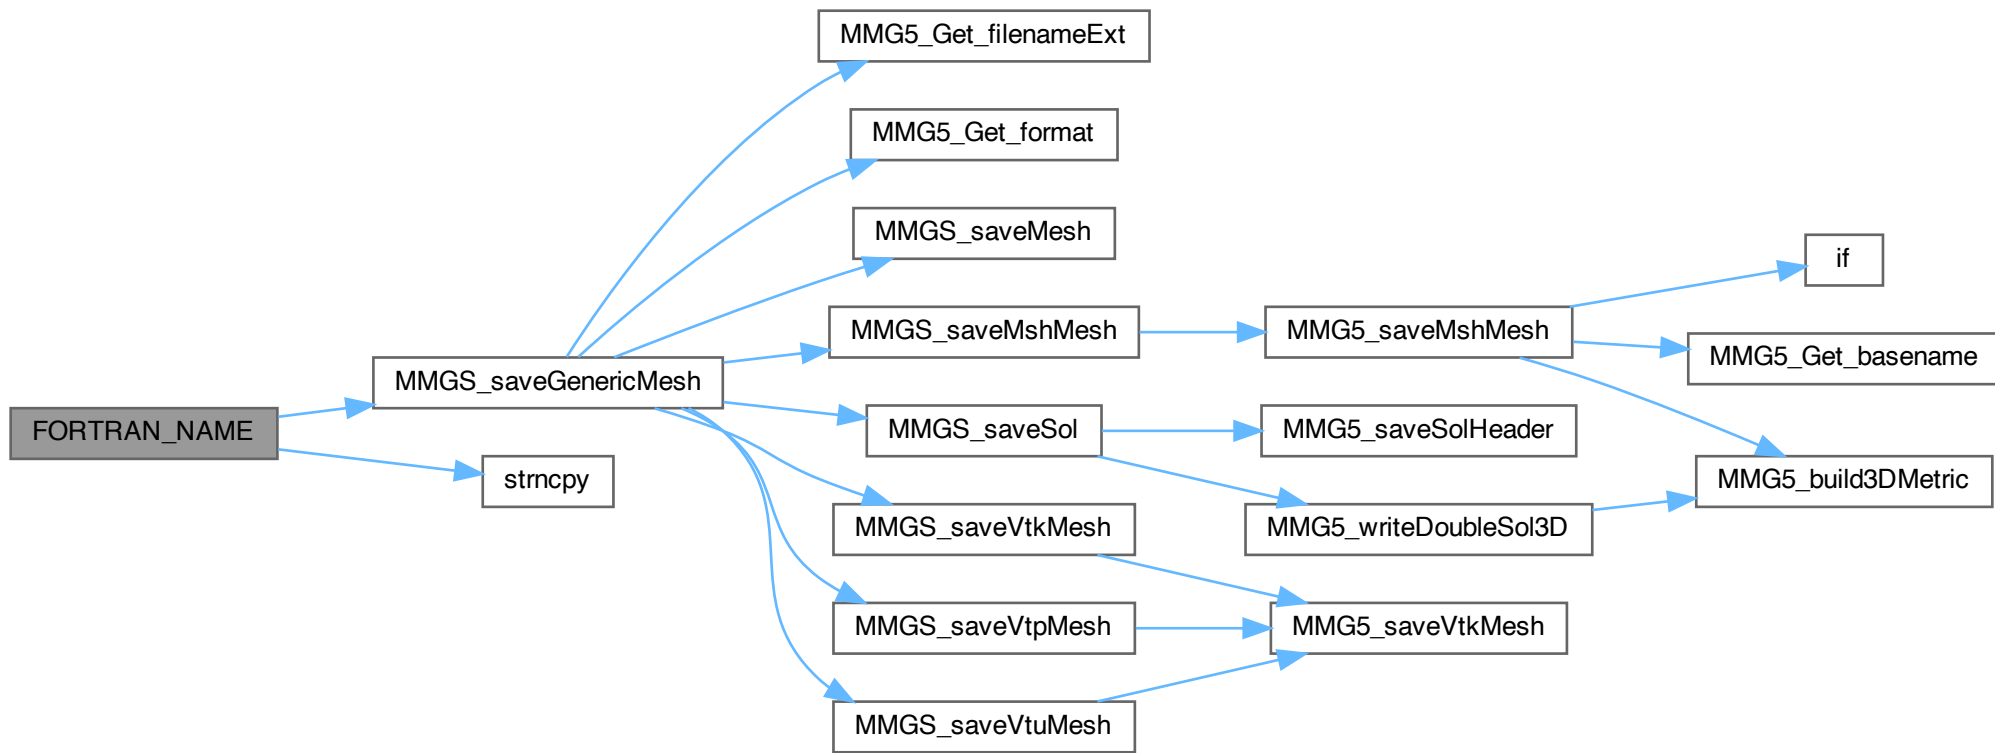 MMG5_Get_filenameExt
MMG5_Get_format
MMGS_saveMesh
if
MMGS_saveMshMesh
MMG5_saveMshMesh
MMG5_Get_basename
MMGS_saveGenericMesh
FORTRAN_NAME
MMGS_saveSol
MMG5_saveSolHeader
strncpy
MMG5_build3DMetric
MMGS_saveVtkMesh
MMG5_writeDoubleSol3D
MMGS_saveVtpMesh
MMG5_saveVtkMesh
MMGS_saveVtuMesh